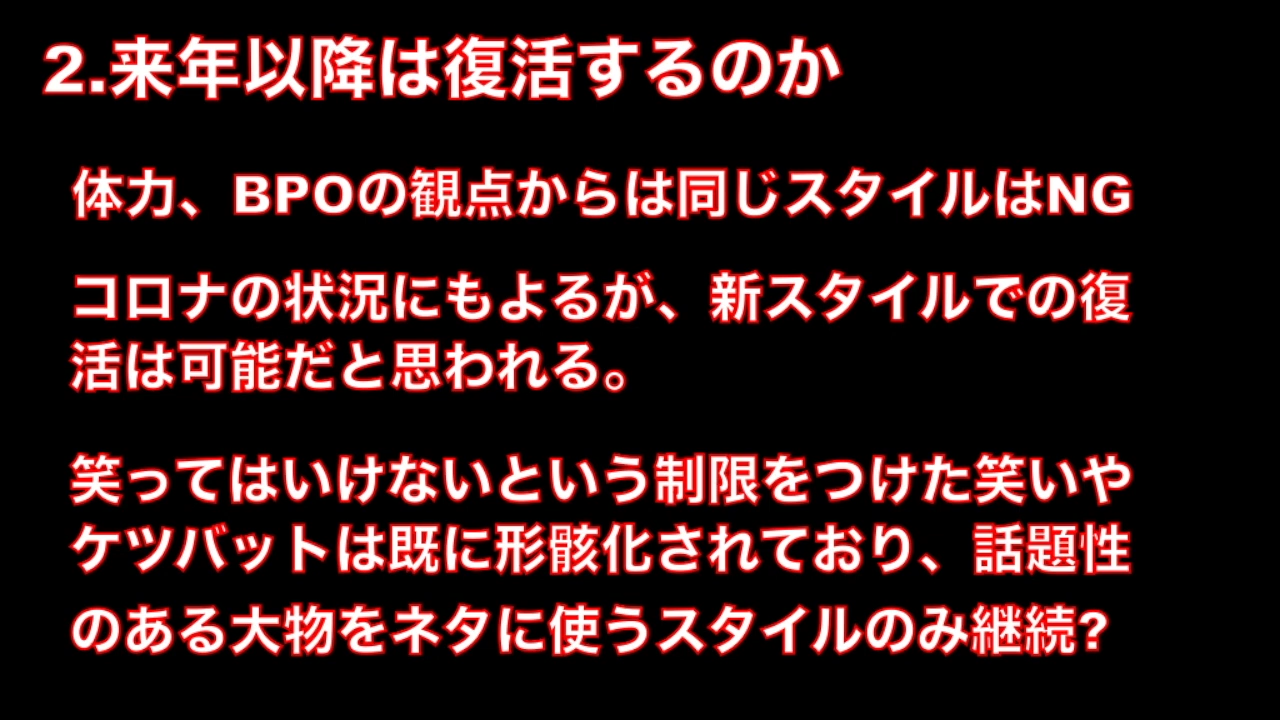 2.来年以降は復活するのか
体力、BPOの観点からは同じスタイルはNG
コロナの状況にもよるが、新スタイルでの復
活は可能だと思われる。
笑ってはいけないという制限をつけた笑いや
ケツバットは既に形骸化されており、話題性
のある大物をネタに使うスタイルのみ継続?